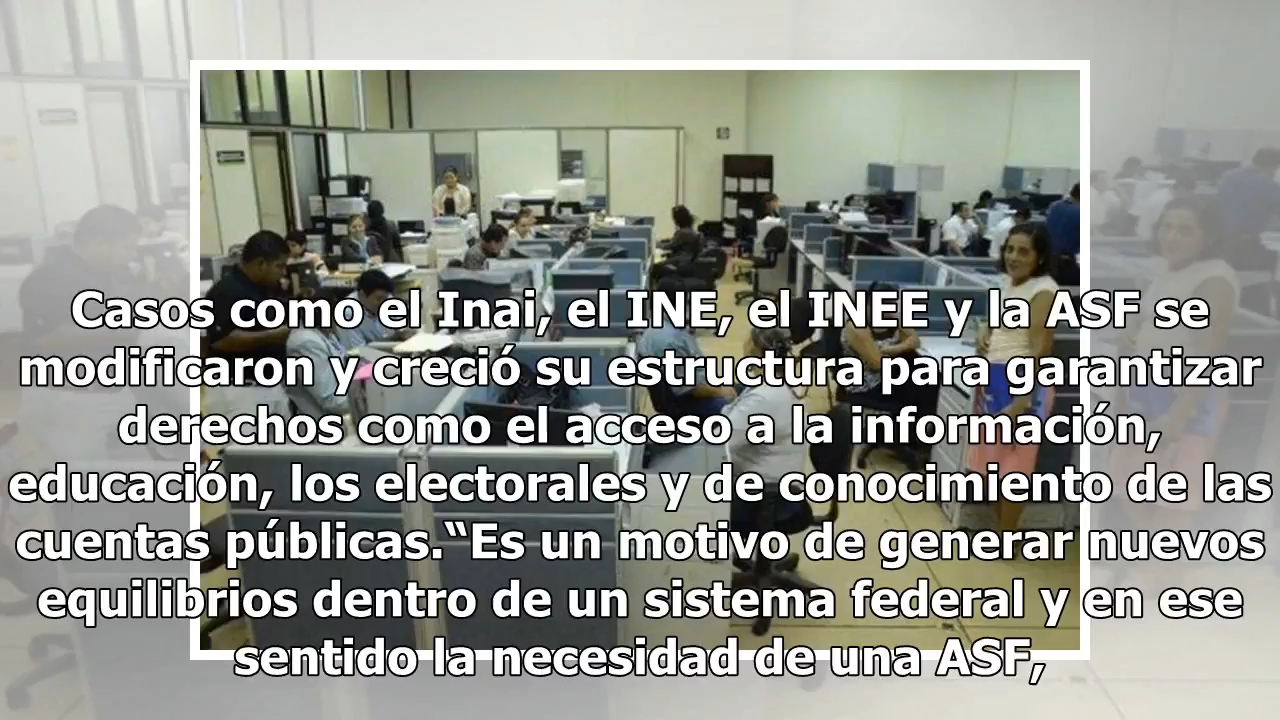 Casos como el Inai, el INE, el INEE y la ASF se
modificaron y creció su estructura para garantizar
derechos como el acceso a la información,
educación, los electorales y de conocimiento de las
cuentas públicas.“Es un motivo de generar nuevos
equilibrios dentro de un sistema federal y en ese
sentido la necesidad de una ASF,